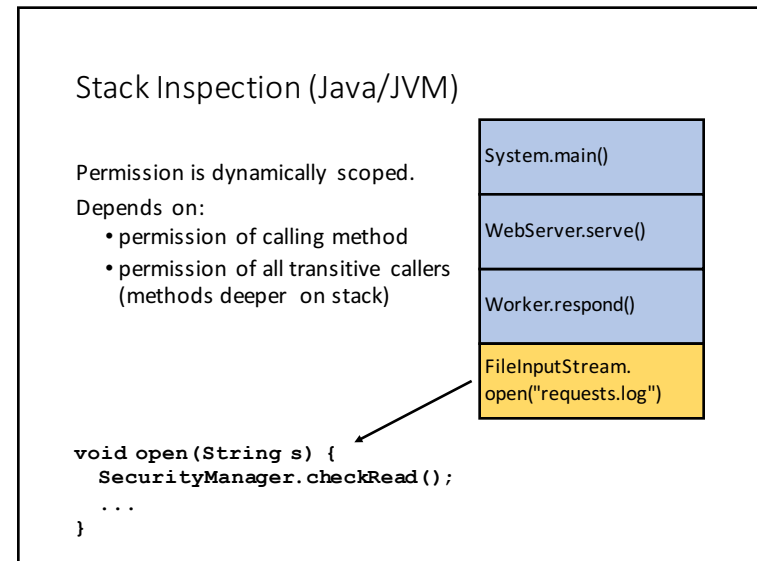 Stack Inspection (Java/JVM)
Permission is dynamically scoped.
Depends on:
• permission of calling method
• permission of all transitive callers
(methods deeper on stack)
System.main()
WebServer.serve()
Worker.respond()
FileInputStream.
open("requests.log")
void open(String s) {
SecurityManager.checkRead();
...
}